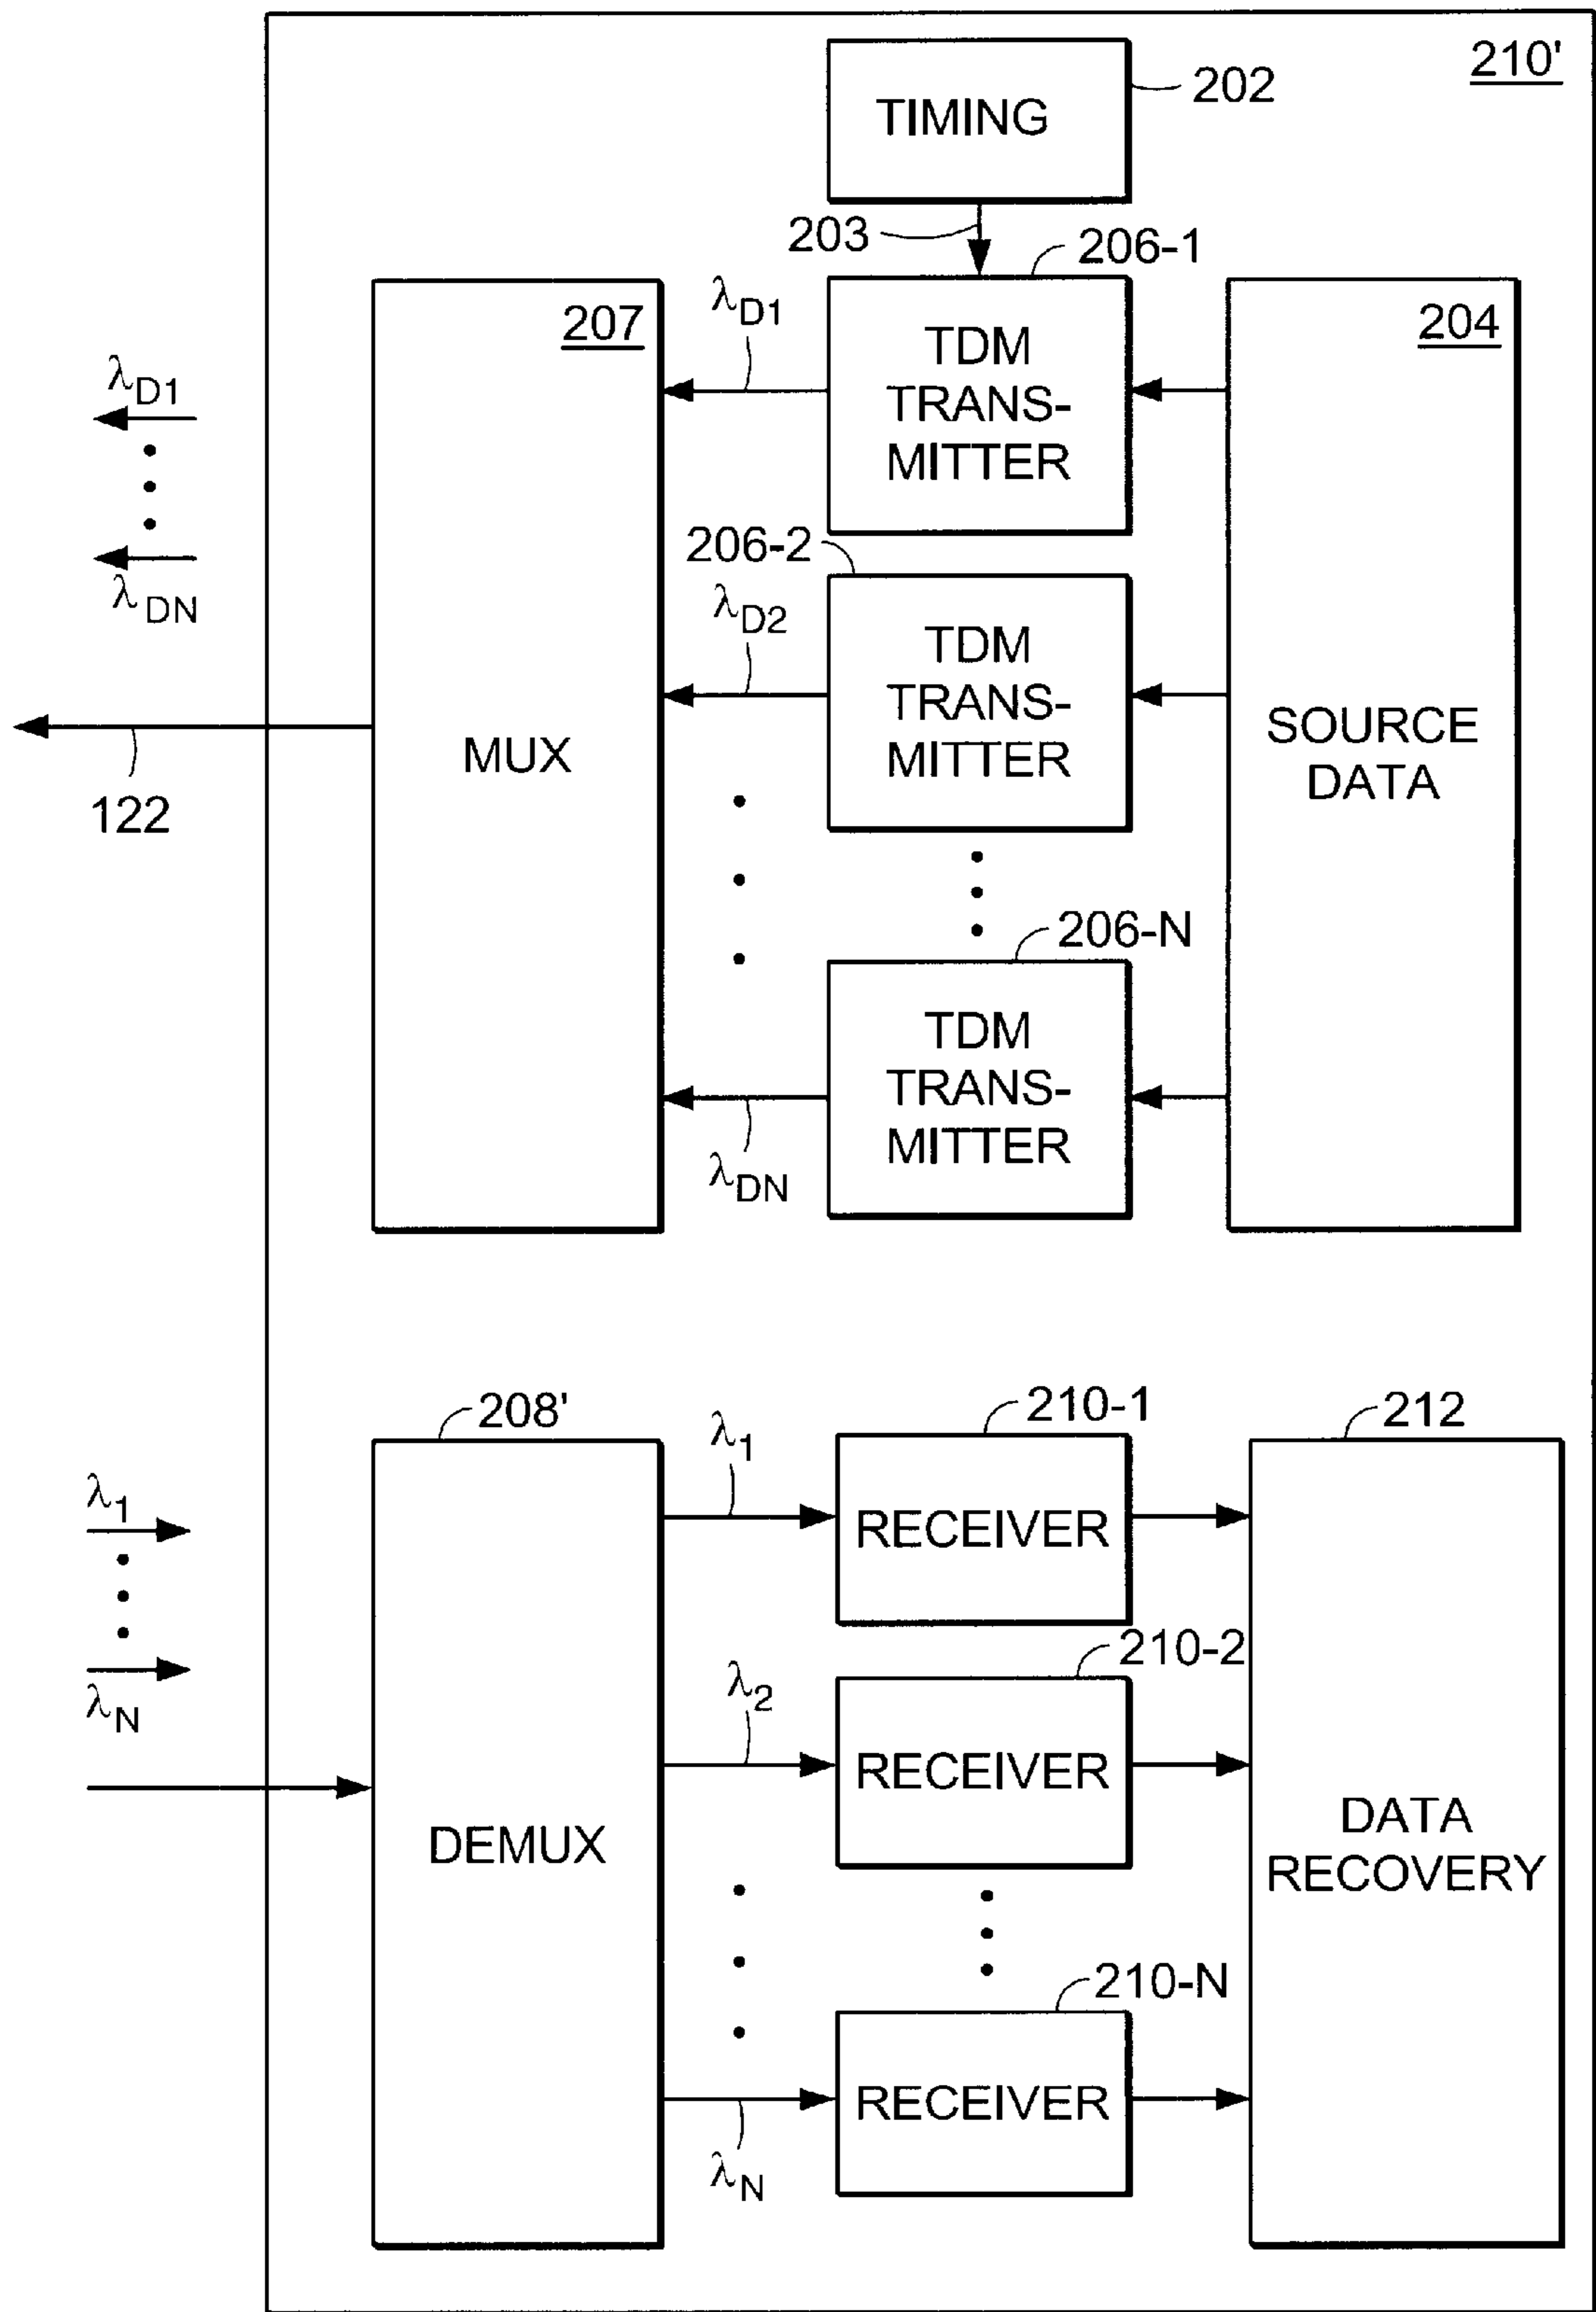 210'
TIMING
202
203
206-1
λD1
207
TDM
TRANS-
MITTER
204
λD1
λDN
206-2
λD2
TDM
TRANS-
MITTER
SOURCE
DATA
MUX
122
206-N
TDM
TRANS-
MITTER
λDN
208'
λ1
210-1
212
λ1
RECEIVER
λN
210-2
λ2
RECEIVER
DEMUX
DATA
RECOVERY
210-N
RECEIVER
λN